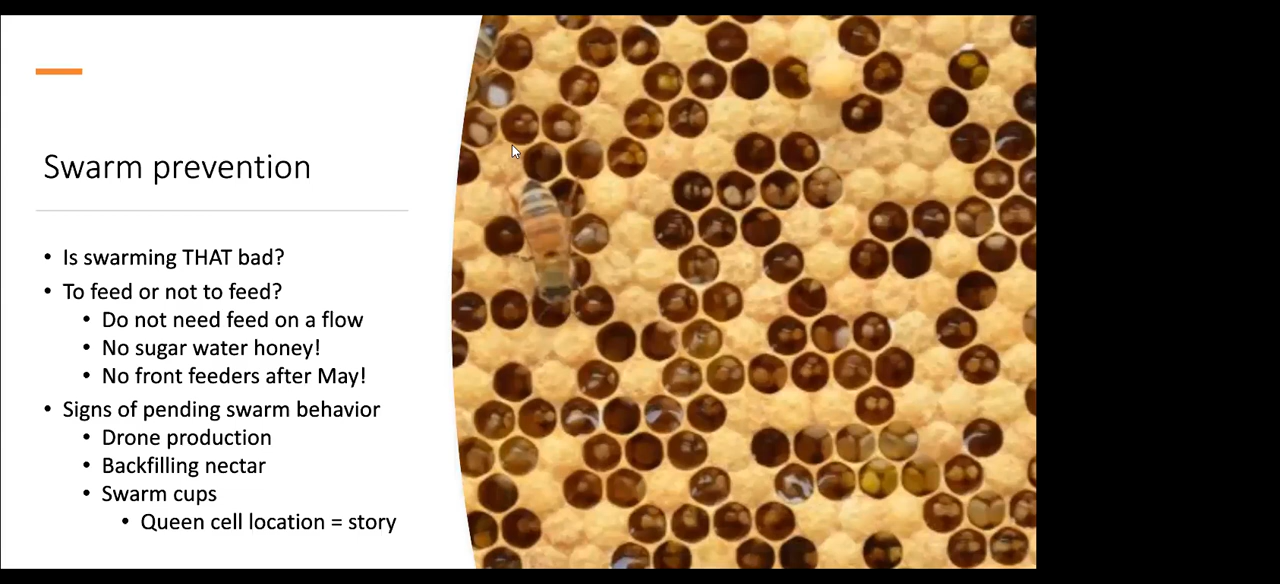 Swarm prevention
• Is swarming THAT bad?
• To feed or not to feed?
• Do not need feed on a flow
• No sugar water honey!
• No front feeders after May!
• Signs of pending swarm behavior
• Drone production
• Backfilling nectar
• Swarm cups
• Queen cell location = story